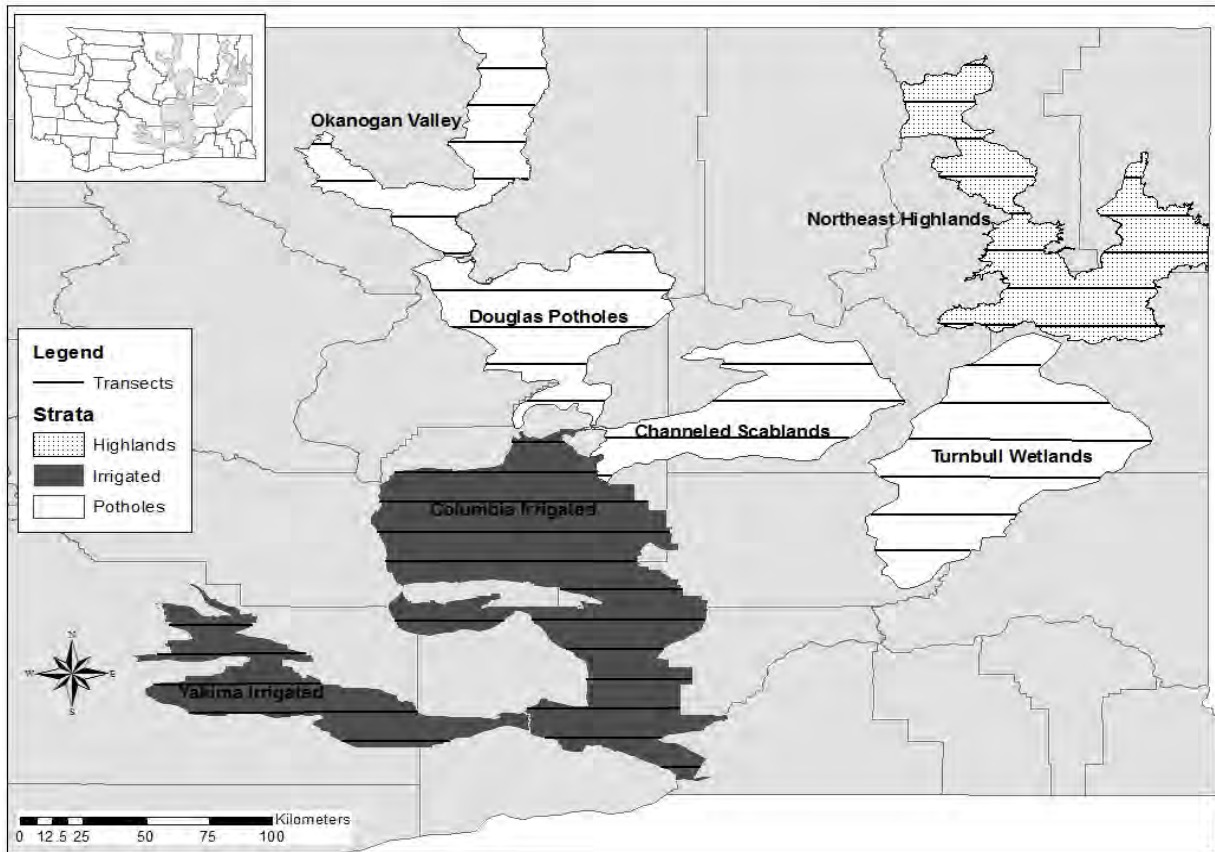 Okanogan Valley
Northeast Highlands
Douglas Potholes
Channeled Scablands
Turnbull Wetlands
Columbia Irrigated
Yakima Irrigated
Legend
Transects
Strata
Highlands
Irrigated
Potholes
N
W E
S
Kilometers
0 12.5 25 50 75 100